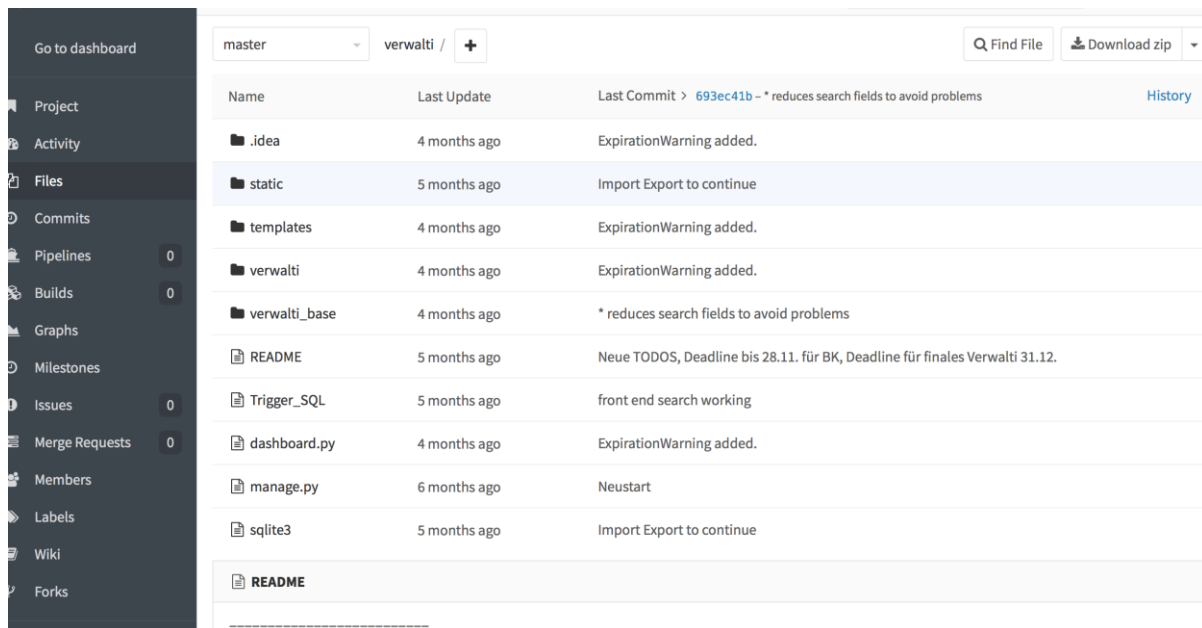 Go to dashboard
Project
Activity
Files
Commits
Pipelines 0
Builds 0
Graphs
Milestones
Issues 0
Merge Requests 0
Members
Labels
Wiki
Forks
master verwalti / + Find File Download zip
Name Last Update Last Commit > 693ec41b – * reduces search fields to avoid problems History
.idea 4 months ago ExpirationWarning added.
static 5 months ago Import Export to continue
templates 4 months ago ExpirationWarning added.
verwalti 4 months ago ExpirationWarning added.
verwalti_base 4 months ago * reduces search fields to avoid problems
README 5 months ago Neue TODOS, Deadline bis 28.11. für BK, Deadline für finales Verwalti 31.12.
Trigger_SQL 5 months ago front end search working
dashboard.py 4 months ago ExpirationWarning added.
manage.py 6 months ago Neustart
sqlite3 5 months ago Import Export to continue
README